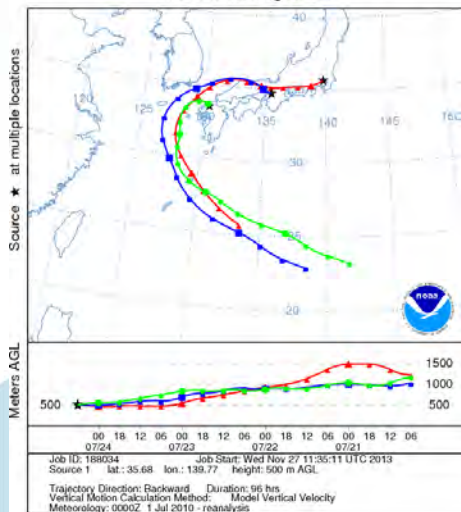 Source ★ at multiple locations
40
120
125
130
135
140
145
150
160
30
25
20
noaa
Meters AGL
500
1500
1000
500
00 18 12 06 00 18 12 06 00 18 12 06 00 18 12 06
07/24 07/23 07/22 07/21
Job ID: 188034 Job Start: Wed Nov 27 11:35:11 UTC 2013
Source 1 lat.: 35.68 lon.: 139.77 height: 500 m AGL
Trajectory Direction: Backward Duration: 96 hrs
Vertical Motion Calculation Method: Model Vertical Velocity
Meteorology: 0000Z 1 Jul 2010 - reanalysis